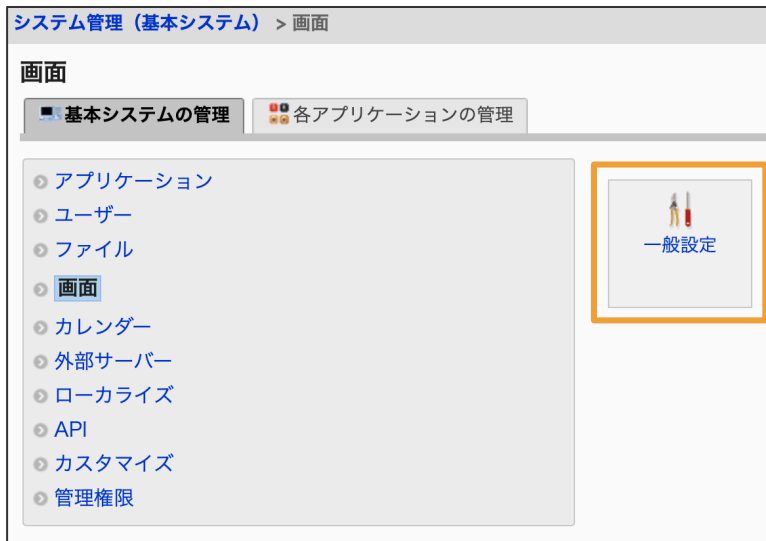 システム管理（基本システム） > 画面
画面
基本システムの管理
各アプリケーションの管理
アプリケーション
ユーザー
ファイル
画面
カレンダー
外部サーバー
ローカライズ
API
カスタマイズ
管理権限
一般設定